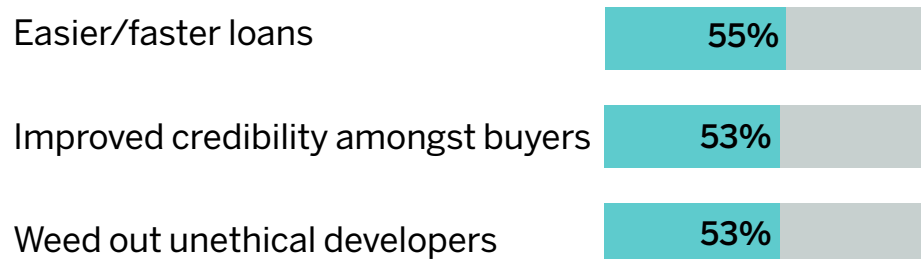 Easier/faster loans 55%
Improved credibility amongst buyers 53%
Weed out unethical developers 53%